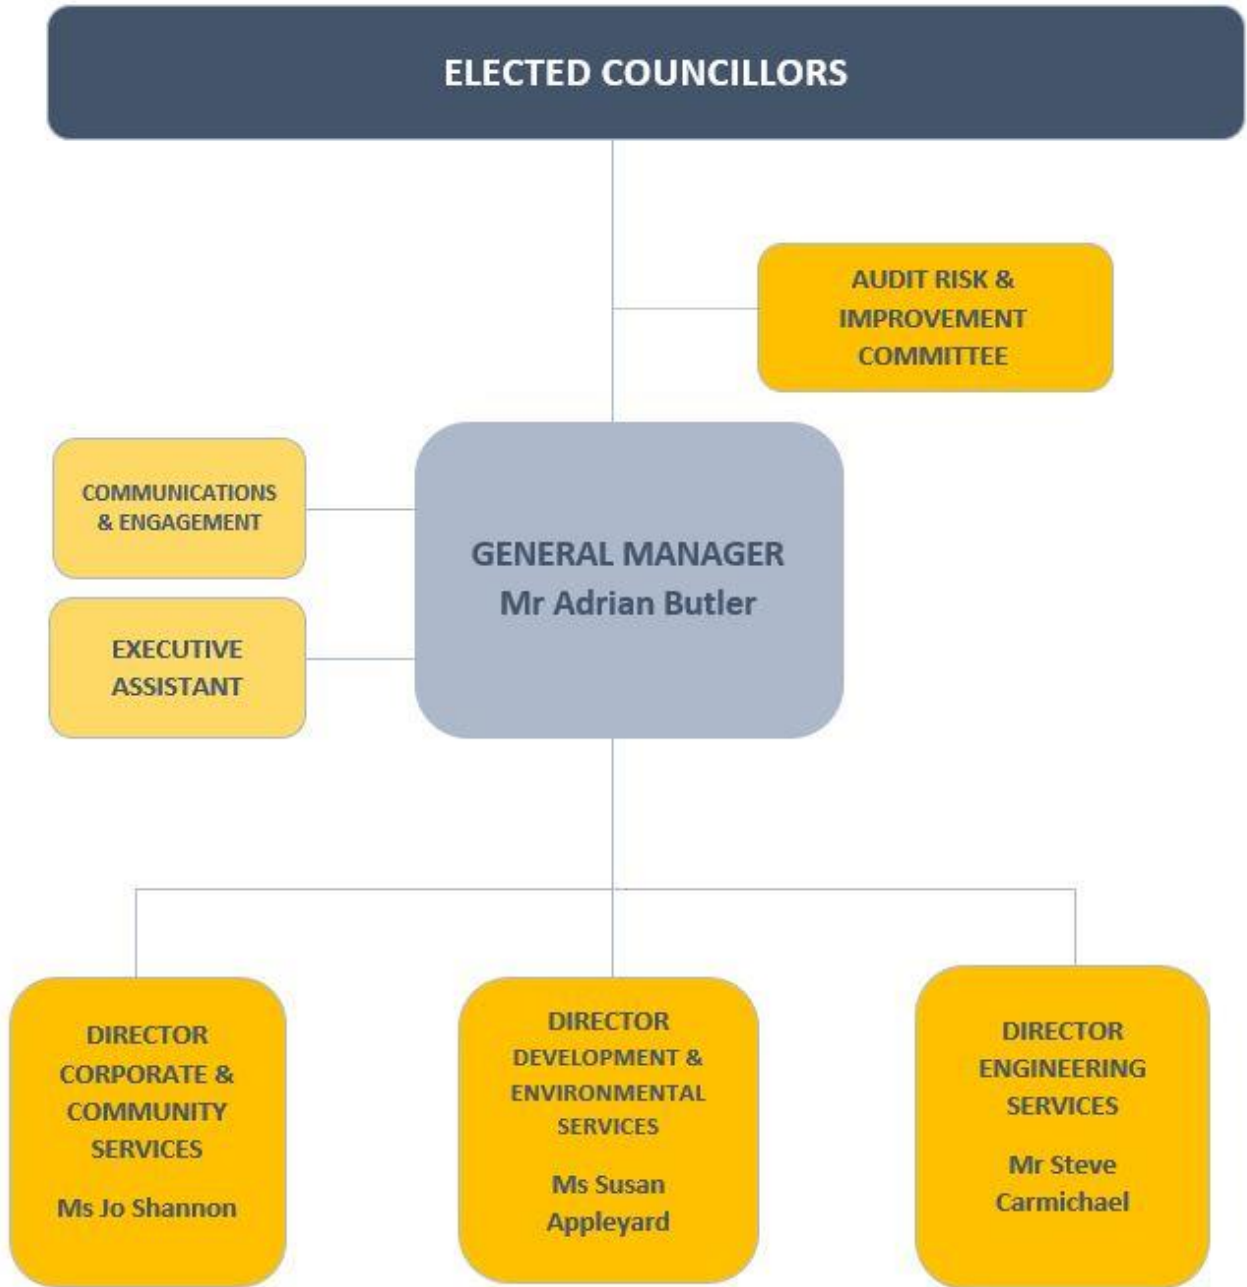 ELECTED COUNCILLORS
AUDIT RISK &
IMPROVEMENT
COMMITTEE
COMMUNICATIONS
& ENGAGEMENT
GENERAL MANAGER
Mr Adrian Butler
EXECUTIVE
ASSISTANT
DIRECTOR
CORPORATE &
COMMUNITY
SERVICES
Ms Jo Shannon
DIRECTOR
DEVELOPMENT &
ENVIRONMENTAL
SERVICES
Ms Susan
Appleyard
DIRECTOR
ENGINEERING
SERVICES
Mr Steve
Carmichael